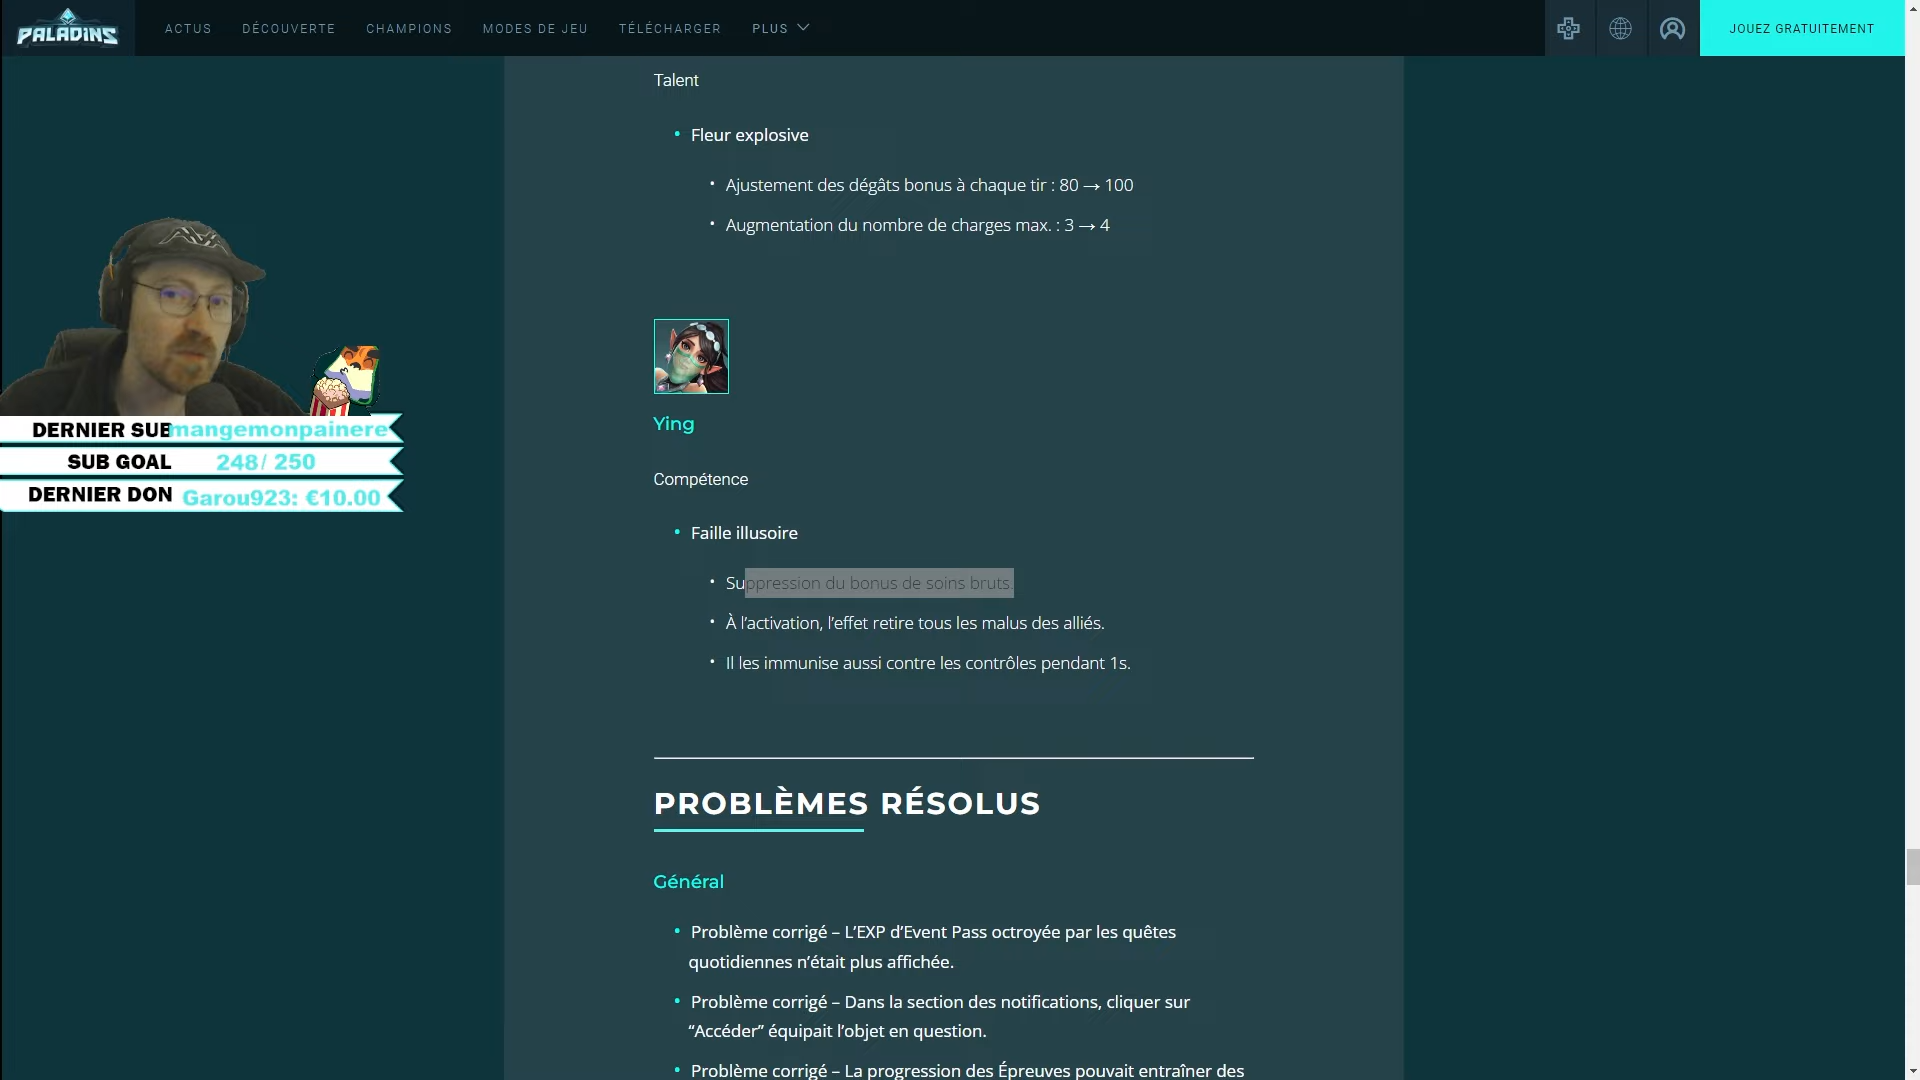 PALADINS
ACTUS
DÉCOUVERTE
CHAMPIONS
MODES DE JEU
TÉLÉCHARGER
PLUS
JOUEZ GRATUITEMENT
Talent
Fleur explosive
Ajustement des dégâts bonus à chaque tir : 80 → 100
Augmentation du nombre de charges max. : 3 → 4
DERNIER SUB mangemonpainere
SUB GOAL 248/ 250
DERNIER DON Garou923: €10.00
Ying
Compétence
Faille illusoire
Suppression du bonus de soins bruts.
À l’activation, l’effet retire tous les malus des alliés.
Il les immunise aussi contre les contrôles pendant 1s.
PROBLÈMES RÉSOLUS
Général
Problème corrigé – L’EXP d’Event Pass octroyée par les quêtes
quotidiennes n’était plus affichée.
Problème corrigé – Dans la section des notifications, cliquer sur
“Accéder” équipait l’objet en question.
Problème corrigé – La progression des Épreuves pouvait entraîner des